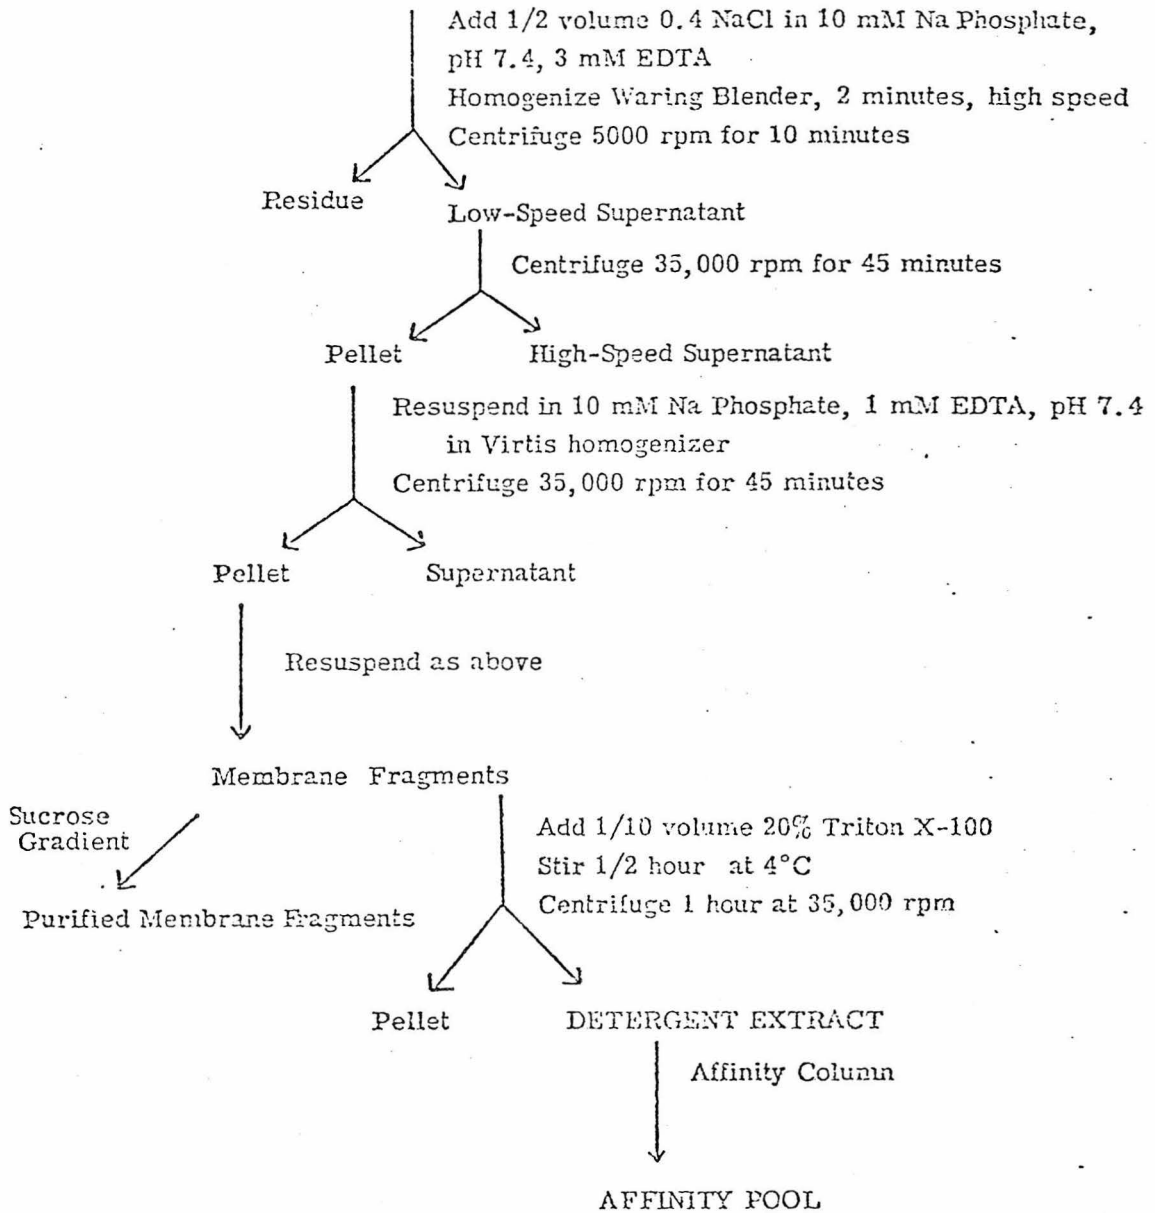 Add 1/2 volume 0.4 NaCl in 10 mM Na Phosphate,
pH 7.4, 3 mM EDTA
Homogenize Waring Blender, 2 minutes, high speed
Centrifuge 5000 rpm for 10 minutes
Residue
Low-Speed Supernatant
Centrifuge 35,000 rpm for 45 minutes
Pellet
High-Speed Supernatant
Resuspend in 10 mM Na Phosphate, 1 mM EDTA, pH 7.4
in Virtis homogenizer
Centrifuge 35,000 rpm for 45 minutes
Pellet
Supernatant
Resuspend as above
Membrane Fragments
Sucrose
Gradient
Add 1/10 volume 20% Triton X-100
Stir 1/2 hour at 4°C
Centrifuge 1 hour at 35,000 rpm
Purified Membrane Fragments
Pellet
DETERGENT EXTRACT
Affinity Column
AFFINITY POOL